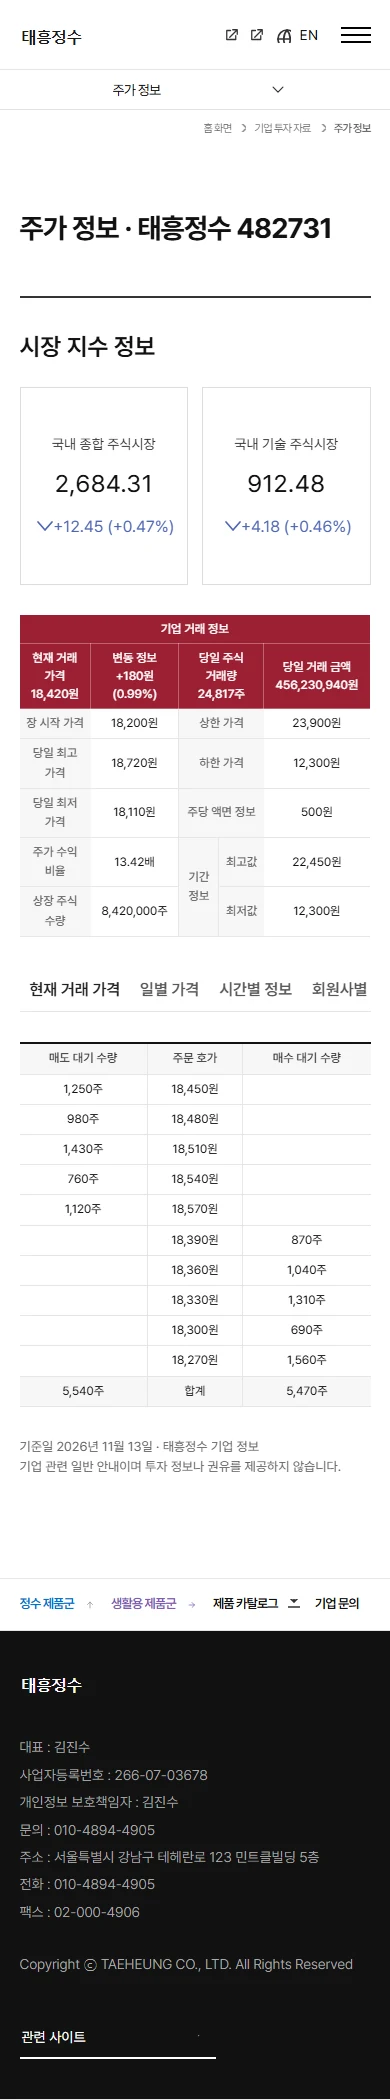 태흥정수
EN
주가 정보
홈 화면 > 기업 투자 자료 > 주가 정보
주가 정보 · 태흥정수 482731
시장 지수 정보
국내 종합 주식시장
2,684.31
+12.45 (+0.47%)
국내 기술 주식시장
912.48
+4.18 (+0.46%)
기업 거래 정보
현재 거래 가격 18,420원 변동 정보 +180원 (0.99%) 당일 주식 거래량 24,817주 당일 거래 금액 456,230,940원
장 시작 가격 18,200원 상한 가격 23,900원
당일 최고 가격 18,720원 하한 가격 12,300원
당일 최저 가격 18,110원 주당 액면 정보 500원
주가 수익 비율 13.42배 기간 정보 최고값 22,450원
상장 주식 수량 8,420,000주 최저값 12,300원
현재 거래 가격 일별 가격 시간별 정보 회원사별
매도 대기 수량 주문 호가 매수 대기 수량
1,250주 18,450원
980주 18,480원
1,430주 18,510원
760주 18,540원
1,120주 18,570원
18,390원 870주
18,360원 1,040주
18,330원 1,310주
18,300원 690주
18,270원 1,560주
5,540주 합계 5,470주
기준일 2026년 11월 13일 · 태흥정수 기업 정보
기업 관련 일반 안내이며 투자 정보나 권유를 제공하지 않습니다.
정수 제품군 ↑ 생활용 제품군 → 제품 카탈로그 기업 문의
태흥정수
대표 : 김진수
사업자등록번호 : 266-07-03678
개인정보 보호책임자 : 김진수
문의 : 010-4894-4905
주소 : 서울특별시 강남구 데헤란로 123 민트클빌딩 5층
전화 : 010-4894-4905
팩스 : 02-000-4906
Copyright ⓒ TAEHEUNG CO., LTD. All Rights Reserved
관련 사이트